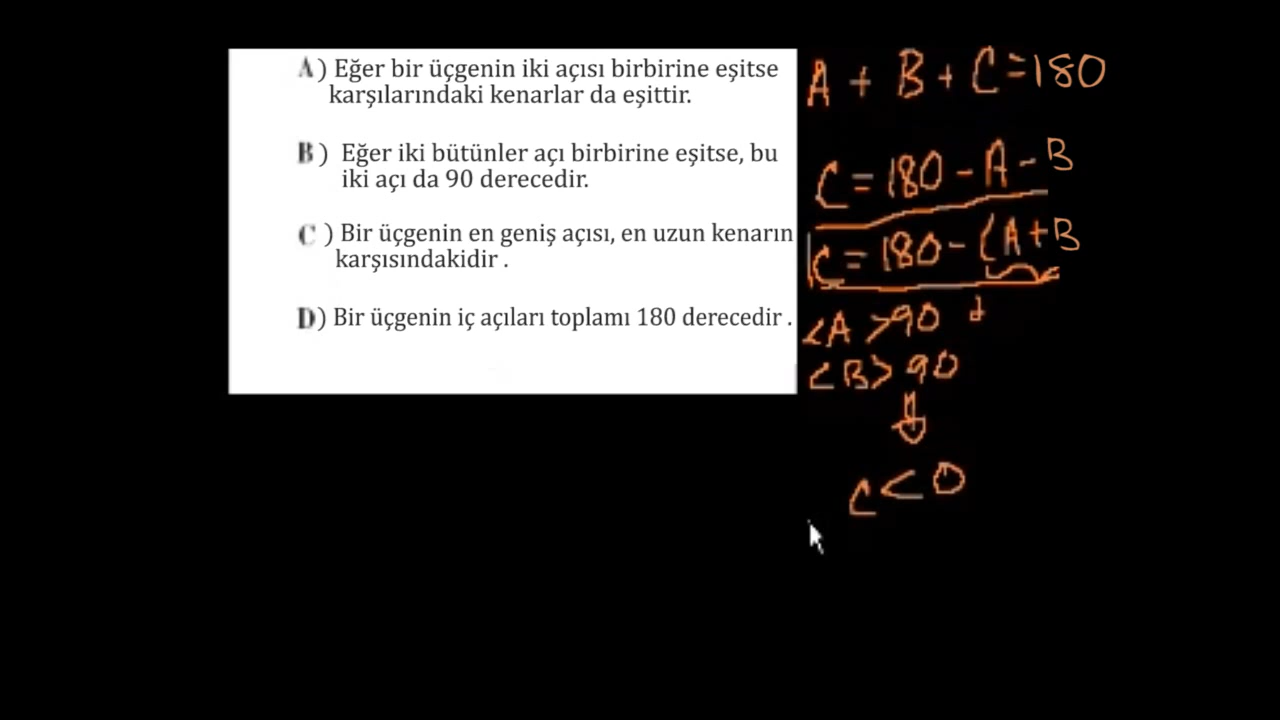 A) Eğer bir üçgenin iki açısı birbirine eşitse
karşılarındaki kenarlar da eşittir.
B) Eğer iki bütünler açı birbirine eşitse, bu
iki açı da 90 derecedir.
C) Bir üçgenin en geniş açısı, en uzun kenarın
karşısındakidir .
D) Bir üçgenin iç açıları toplamı 180 derecedir .
A + B + C = 180
C = 180 - A - B
C = 180 - (A + B
<A > 90
<B > 90
C < 0